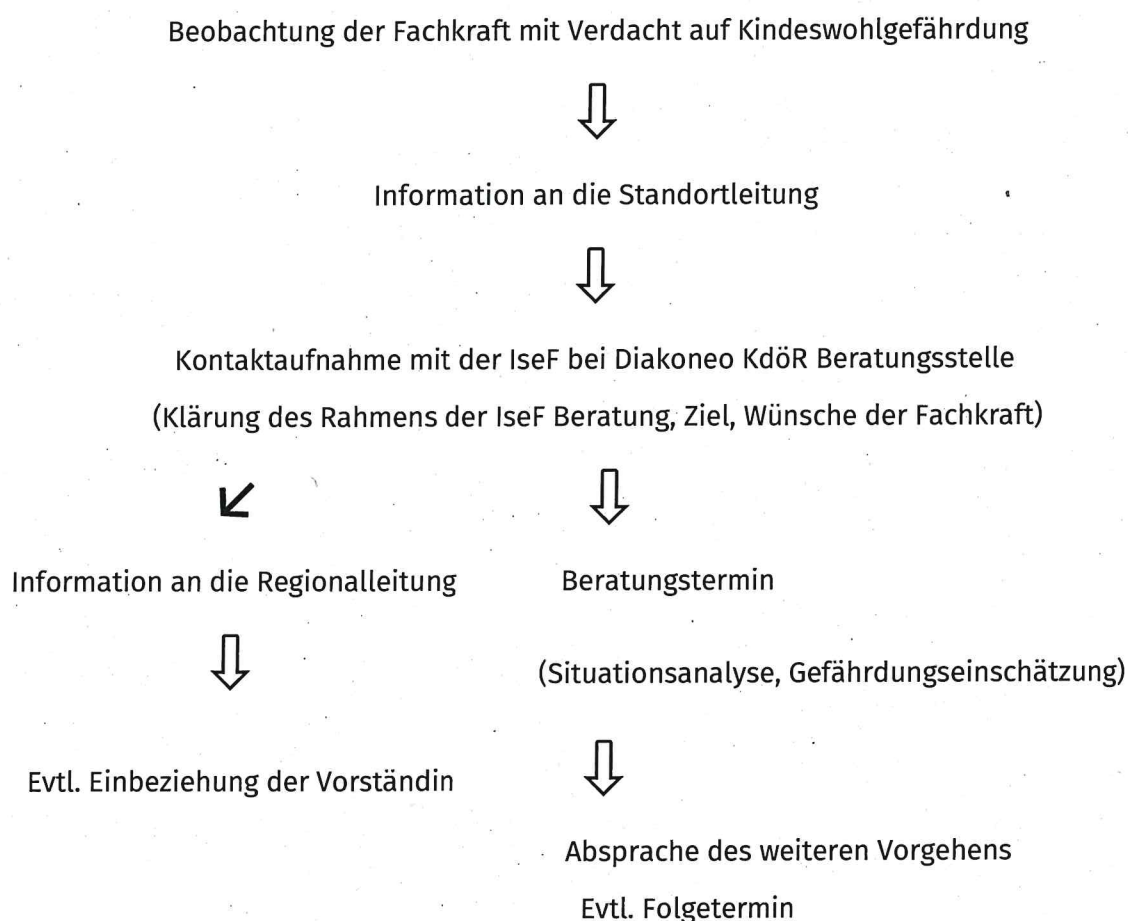 Beobachtung der Fachkraft mit Verdacht auf Kindeswohlgefährdung
Information an die Standortleitung
Kontaktaufnahme mit der IseF bei Diakoneo KdöR Beratungsstelle
(Klärung des Rahmens der IseF Beratung, Ziel, Wünsche der Fachkraft)
Information an die Regionalleitung
Beratungstermin
(Situationsanalyse, Gefährdungseinschätzung)
Evtl. Einbeziehung der Vorständin
Absprache des weiteren Vorgehens
Evtl. Folgetermin